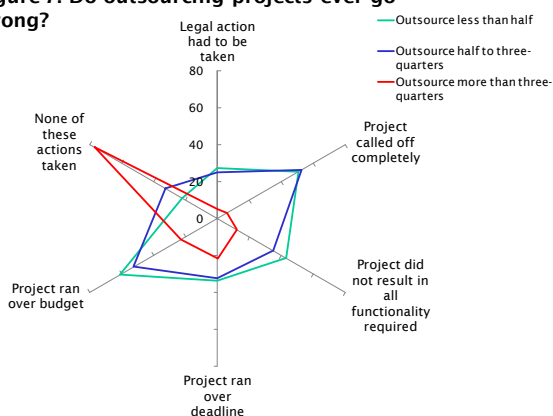 gure 7. Do outsourcing projects ever go
rong?
Legal action
had to be
taken
Outsource less than half
Outsource half to three-
quarters
Outsource more than three-
quarters
80
60
40
20
0
Project
called off
completely
None of
these
actions
taken
Project did
not result in
all
functionality
required
Project ran
over budget
Project ran
over
deadline